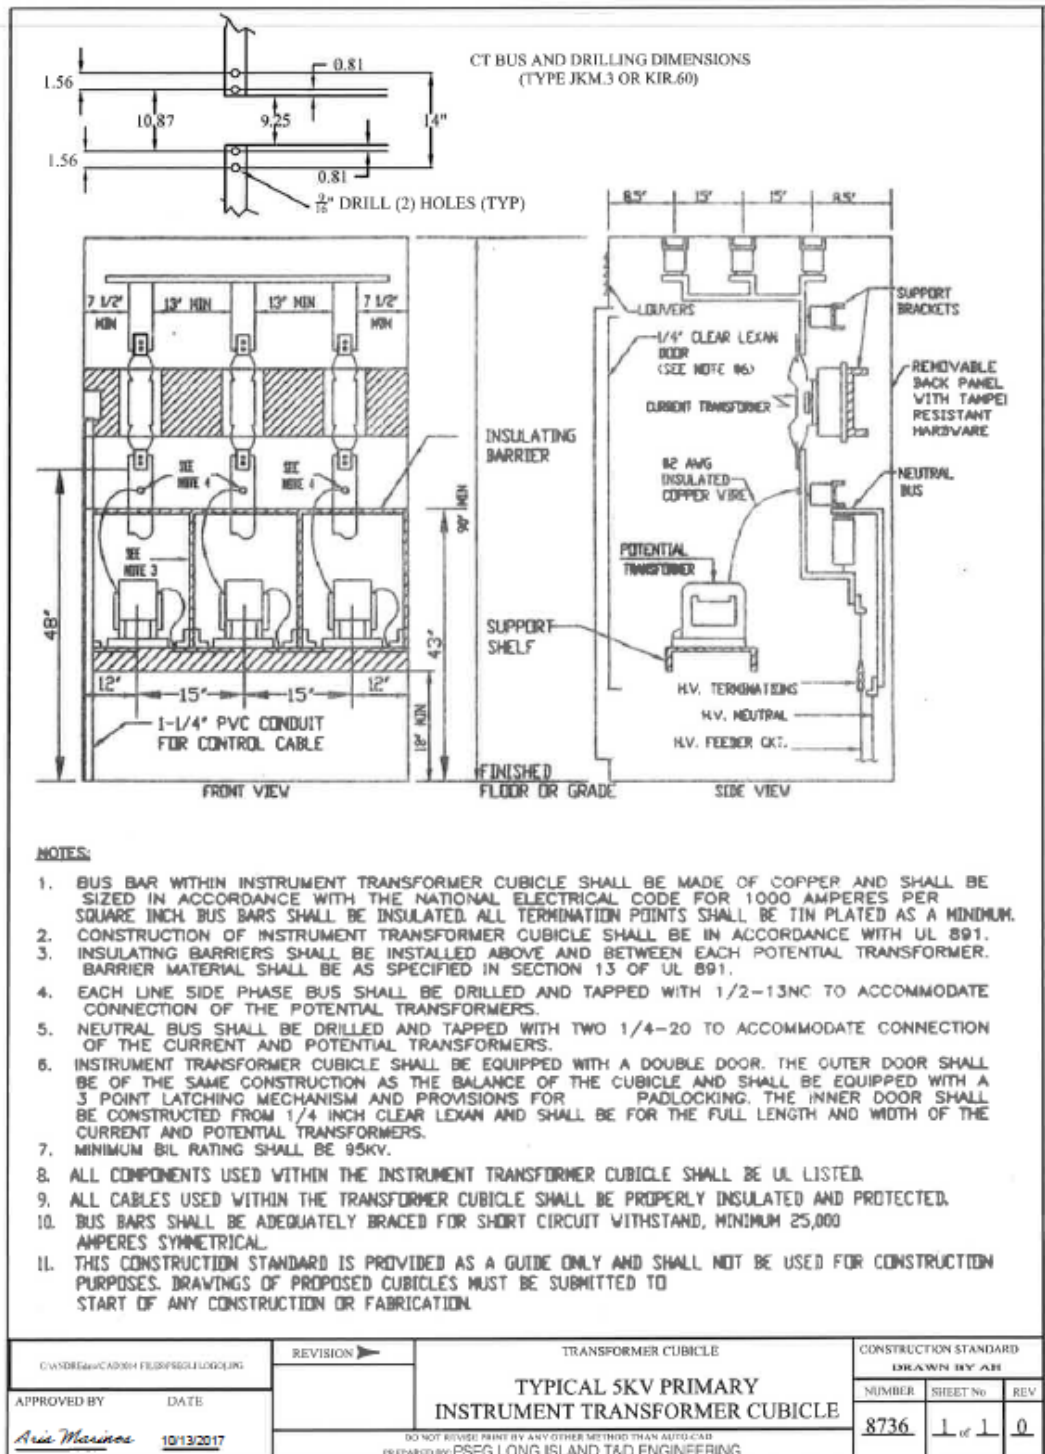 CT BUS AND DRILLING DIMENSIONS
(TYPE JKM.3 OR KIR.60)
0.81
1.56
10.87
9.25
14"
1.56
0.81
9/16" DRILL (2) HOLES (TYP)
8.5"
15"
15"
8.5"
7 1/2"
MIN
13" MIN
13" MIN
7 1/2"
MIN
LOUVERS
SUPPORT
BRACKETS
1/4" CLEAR LEXAN
DOOR
(SEE NOTE #6)
REMOVABLE
BACK PANEL
WITH TAMPE
RESISTANT
HARDWARE
CURRENT TRANSFORMER
INSULATING
BARRIER
SEE
NOTE 4
SEE
NOTE 4
#2 AWG
INSULATED
COPPER WIRE
NEUTRAL
BUS
90" MIN
SEE
NOTE 3
POTENTIAL
TRANSFORMER
48"
43"
SUPPORT
SHELF
12"
15"
15"
12"
H.V. TERMINATIONS
1-1/4" PVC CONDUIT
FOR CONTROL CABLE
18" MIN
H.V. NEUTRAL
H.V. FEEDER CKT.
FINISHED
FLOOR OR GRADE
FRONT VIEW
SIDE VIEW
NOTES:
1. BUS BAR WITHIN INSTRUMENT TRANSFORMER CUBICLE SHALL BE MADE OF COPPER AND SHALL BE
SIZED IN ACCORDANCE WITH THE NATIONAL ELECTRICAL CODE FOR 1000 AMPERES PER
SQUARE INCH. BUS BARS SHALL BE INSULATED. ALL TERMINATION POINTS SHALL BE TIN PLATED AS A MINIMUM.
2. CONSTRUCTION OF INSTRUMENT TRANSFORMER CUBICLE SHALL BE IN ACCORDANCE WITH UL 891.
3. INSULATING BARRIERS SHALL BE INSTALLED ABOVE AND BETWEEN EACH POTENTIAL TRANSFORMER.
BARRIER MATERIAL SHALL BE AS SPECIFIED IN SECTION 13 OF UL 891.
4. EACH LINE SIDE PHASE BUS SHALL BE DRILLED AND TAPPED WITH 1/2-13NC TO ACCOMMODATE
CONNECTION OF THE POTENTIAL TRANSFORMERS.
5. NEUTRAL BUS SHALL BE DRILLED AND TAPPED WITH TWO 1/4-20 TO ACCOMMODATE CONNECTION
OF THE CURRENT AND POTENTIAL TRANSFORMERS.
6. INSTRUMENT TRANSFORMER CUBICLE SHALL BE EQUIPPED WITH A DOUBLE DOOR. THE OUTER DOOR SHALL
BE OF THE SAME CONSTRUCTION AS THE BALANCE OF THE CUBICLE AND SHALL BE EQUIPPED WITH A
3 POINT LATCHING MECHANISM AND PROVISIONS FOR PADLOCKING. THE INNER DOOR SHALL
BE CONSTRUCTED FROM 1/4 INCH CLEAR LEXAN AND SHALL BE FOR THE FULL LENGTH AND WIDTH OF THE
CURRENT AND POTENTIAL TRANSFORMERS.
7. MINIMUM BIL RATING SHALL BE 95KV.
8. ALL COMPONENTS USED WITHIN THE INSTRUMENT TRANSFORMER CUBICLE SHALL BE UL LISTED.
9. ALL CABLES USED WITHIN THE TRANSFORMER CUBICLE SHALL BE PROPERLY INSULATED AND PROTECTED.
10. BUS BARS SHALL BE ADEQUATELY BRACED FOR SHORT CIRCUIT WITHSTAND, MINIMUM 25,000
AMPERES SYMMETRICAL.
11. THIS CONSTRUCTION STANDARD IS PROVIDED AS A GUIDE ONLY AND SHALL NOT BE USED FOR CONSTRUCTION
PURPOSES. DRAWINGS OF PROPOSED CUBICLES MUST BE SUBMITTED TO
START OF ANY CONSTRUCTION OR FABRICATION.
REVISION
TRANSFORMER CUBICLE
TYPICAL 5KV PRIMARY
INSTRUMENT TRANSFORMER CUBICLE
CONSTRUCTION STANDARD
DRAWN BY AH
NUMBER
SHEET No
REV
8736
1 of 1
0
APPROVED BY
DATE
Aris Marinos
10/13/2017
DO NOT REVISE PRINT BY ANY OTHER METHOD THAN AUTO-CAD
PREPARED BY: PSEG LONG ISLAND T&D ENGINEERING